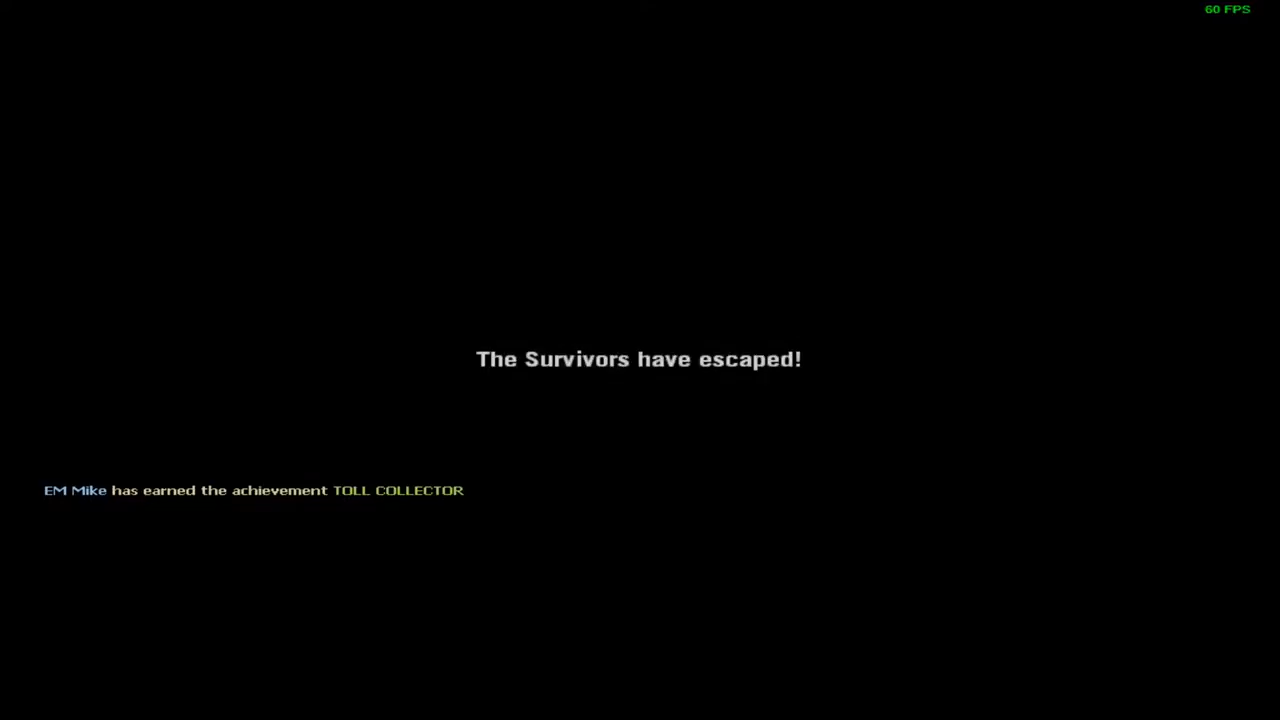 60 FPS
The Survivors have escaped!
EM Mike has earned the achievement TOLL COLLECTOR